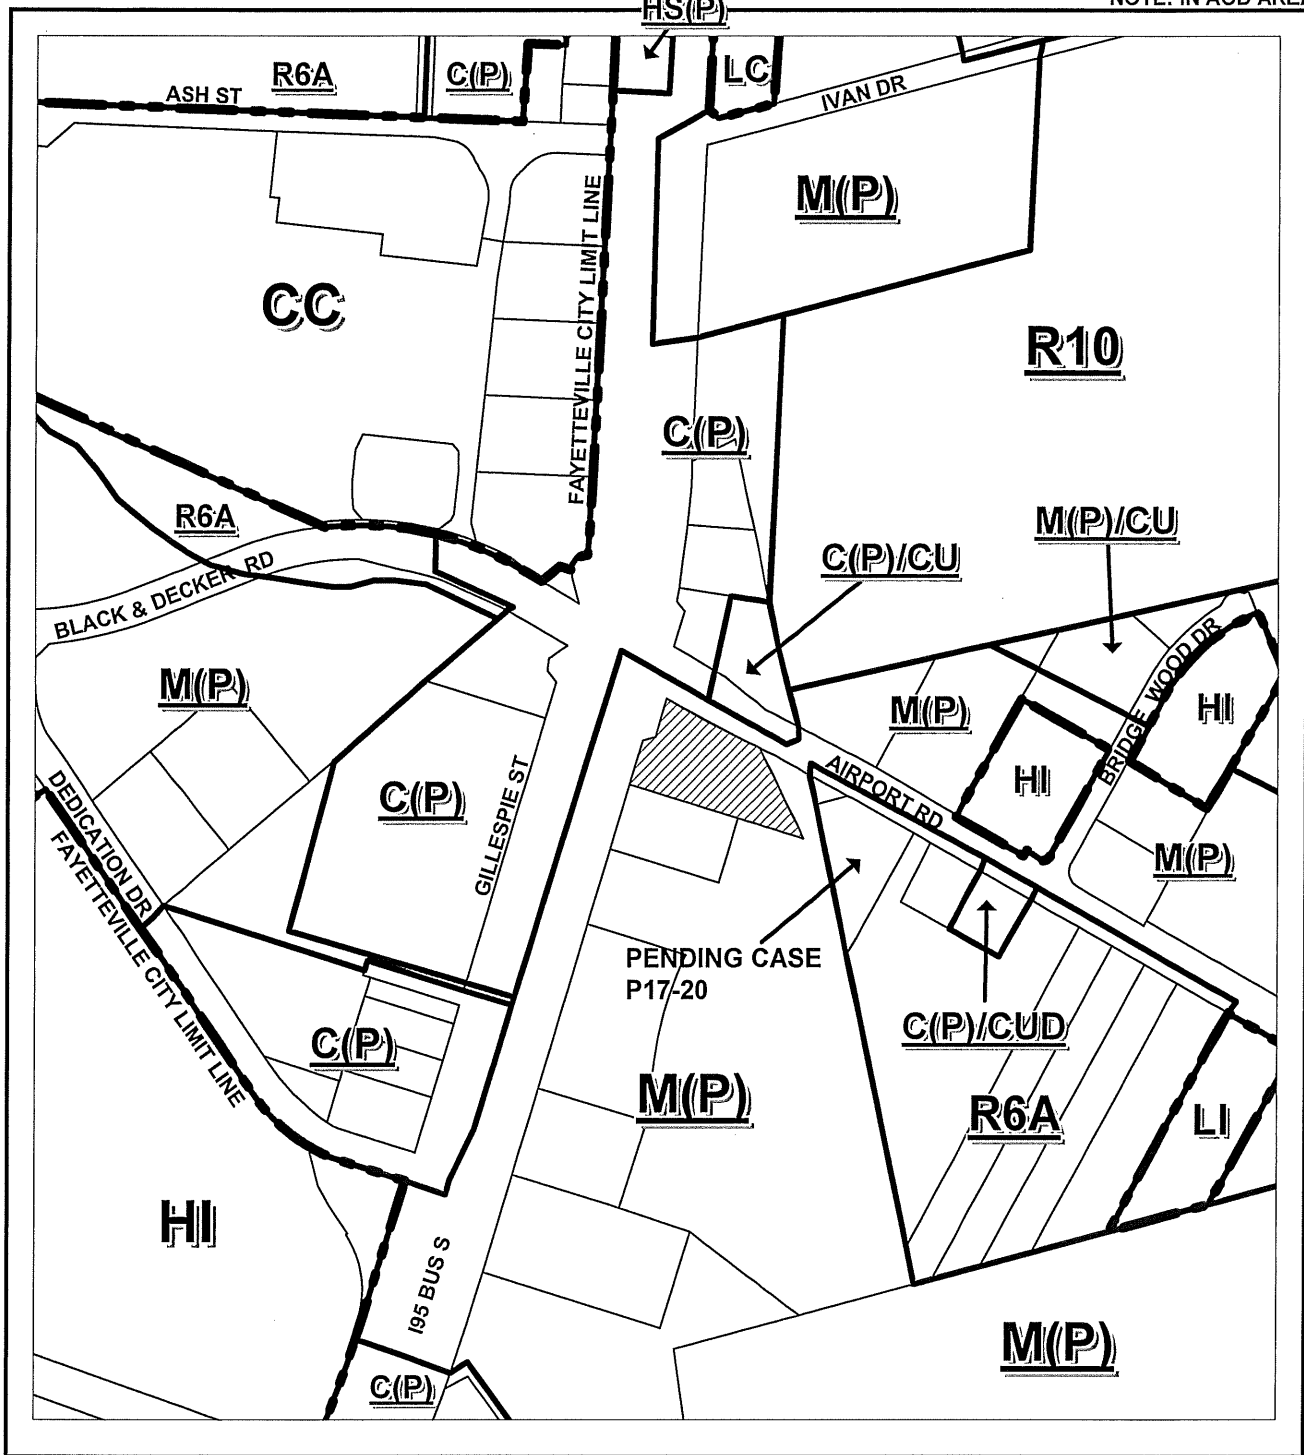 NOTE: IN AOD AREA
HS(P)
R6A
C(P)
LC
ASH ST
IVAN DR
M(P)
FAYETTEVILLE CITY LIMIT LINE
CC
R10
C(P)
R6A
M(P)/CU
C(P)/CU
BLACK & DECKER RD
M(P)
M(P)
BRIDGE WOOD DR
HI
HI
AIRPORT RD
C(P)
GILLESPIE ST
DEDICATION DR
FAYETTEVILLE CITY LIMIT LINE
M(P)
PENDING CASE
P17-20
C(P)/CUD
C(P)
M(P)
R6A
LI
HI
I95 BUS S
M(P)
C(P)